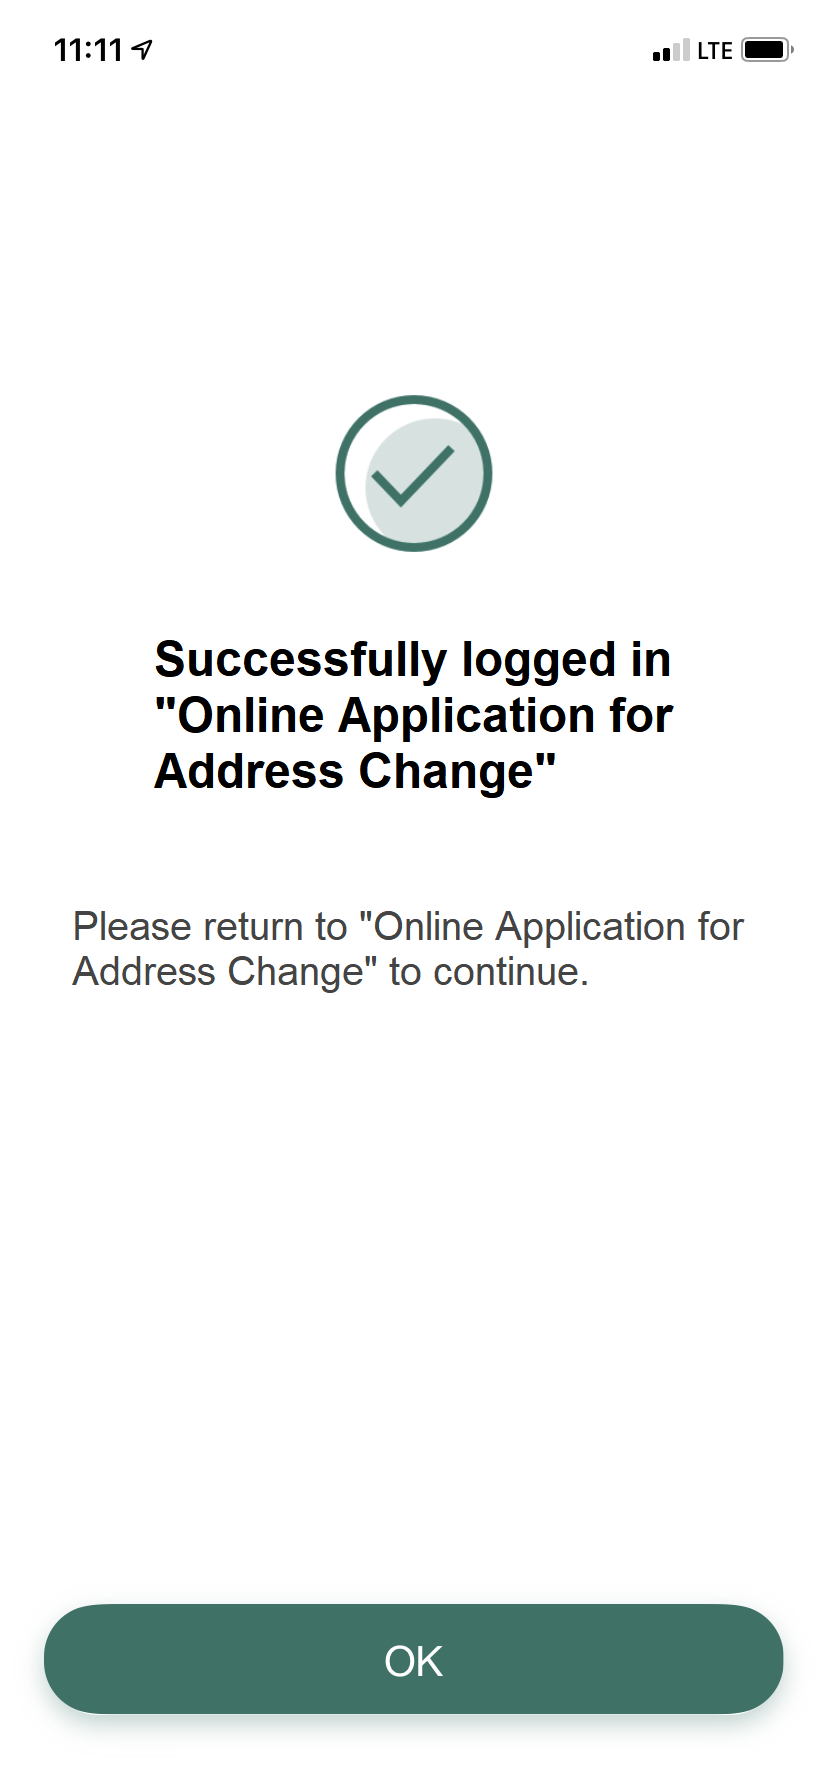 11:11
LTE
Successfully logged in
"Online Application for
Address Change"
Please return to "Online Application for
Address Change" to continue.
OK